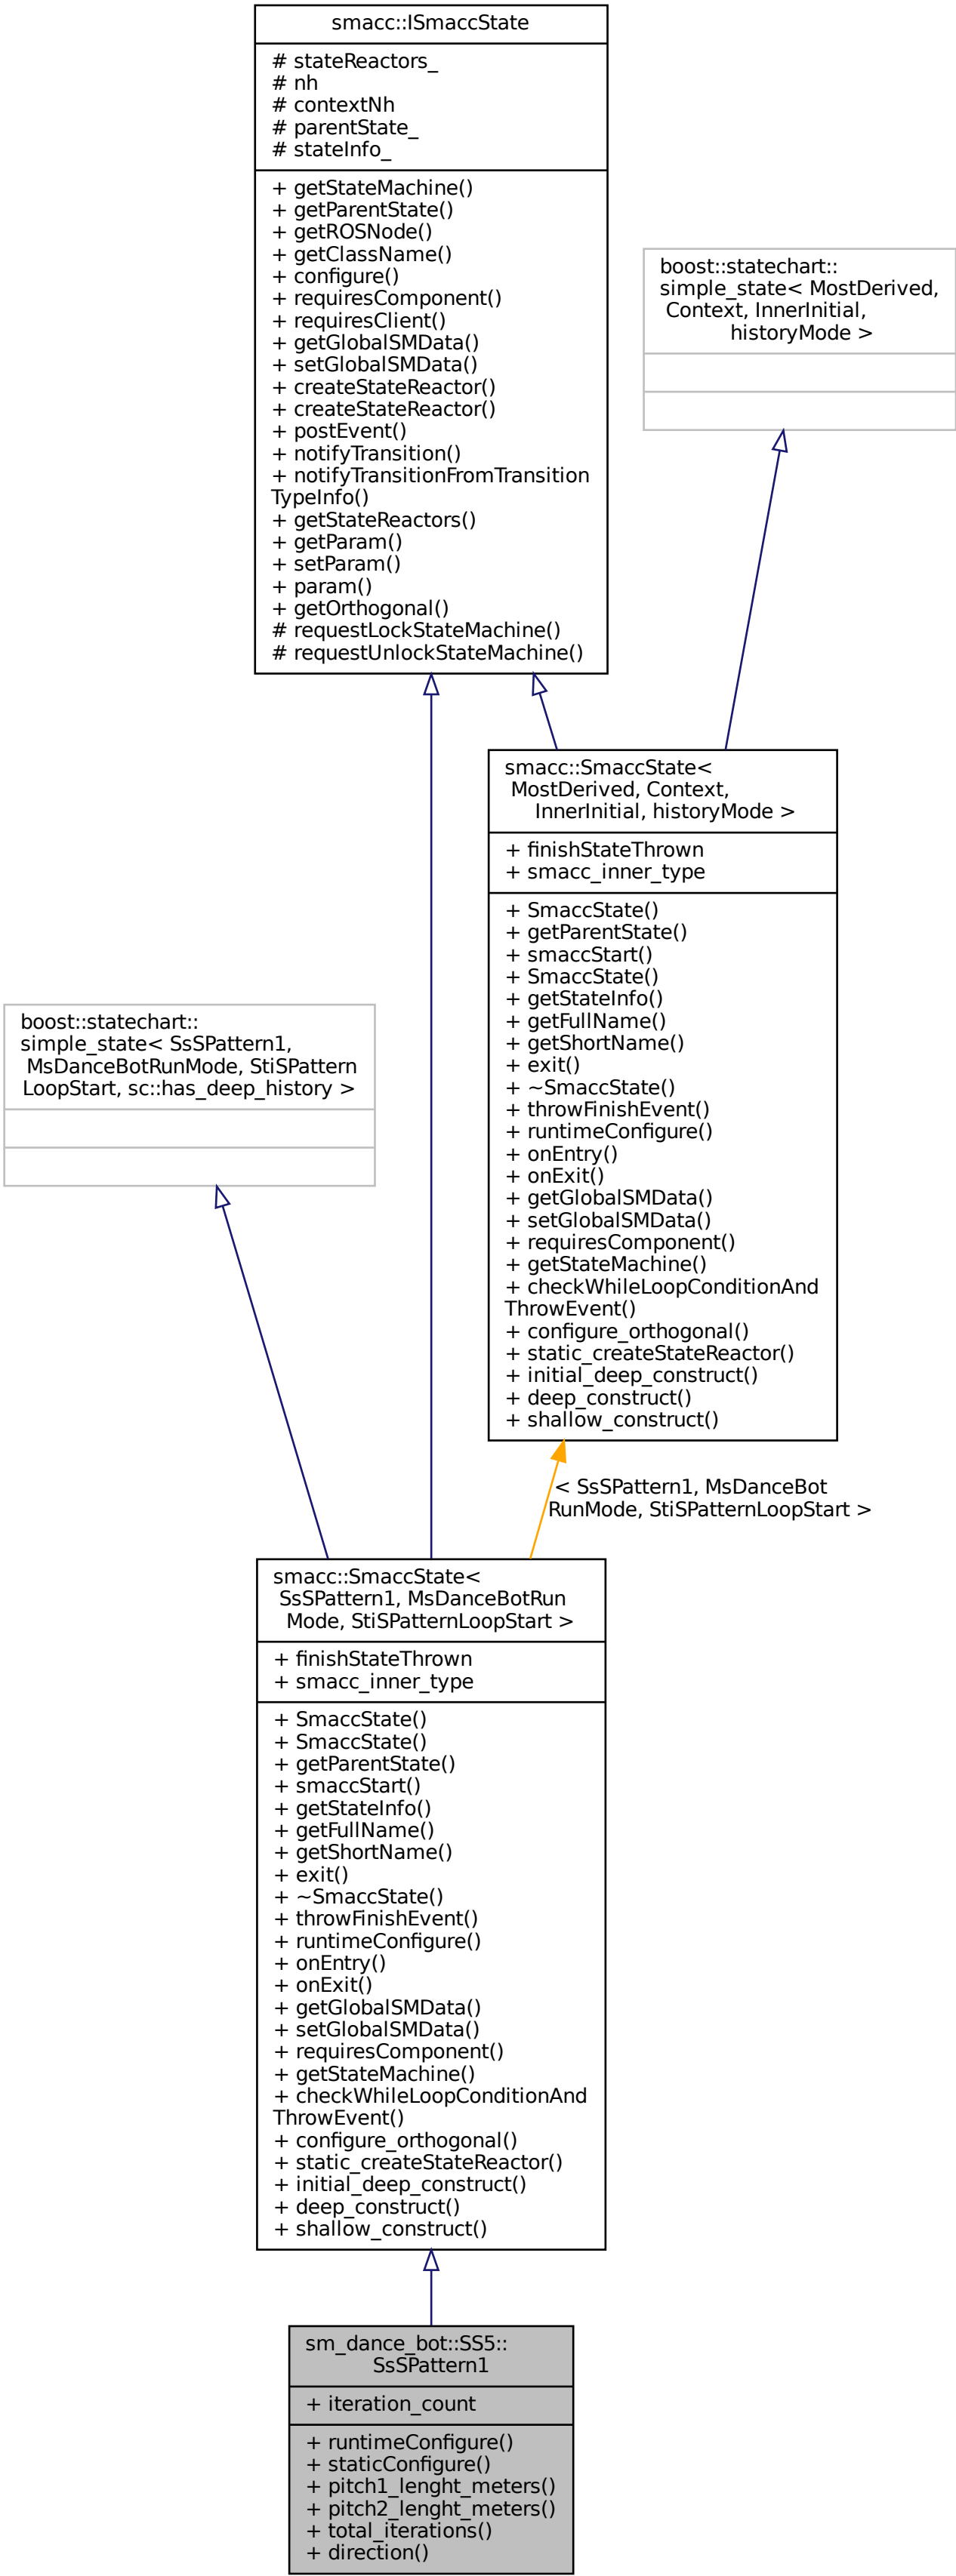 smacc::ISmaccState
# stateReactors_
# nh
# contextNh
# parentState_
# stateInfo_
+ getStateMachine()
+ getParentState()
+ getROSNode()
+ getClassName()
+ configure()
+ requiresComponent()
+ requiresClient()
+ getGlobalSMData()
+ setGlobalSMData()
+ createStateReactor()
+ createStateReactor()
+ postEvent()
+ notifyTransition()
+ notifyTransitionFromTransition
TypeInfo()
+ getStateReactors()
+ getParam()
+ setParam()
+ param()
+ getOrthogonal()
# requestLockStateMachine()
# requestUnlockStateMachine()
boost::statechart::
simple_state< MostDerived,
Context, InnerInitial,
historyMode >
smacc::SmaccState<
MostDerived, Context,
InnerInitial, historyMode >
+ finishStateThrown
+ smacc_inner_type
+ SmaccState()
+ getParentState()
+ smaccStart()
+ SmaccState()
+ getStateInfo()
+ getFullName()
+ getShortName()
+ exit()
+ ~SmaccState()
+ throwFinishEvent()
+ runtimeConfigure()
+ onEntry()
+ onExit()
+ getGlobalSMData()
+ setGlobalSMData()
+ requiresComponent()
+ getStateMachine()
+ checkWhileLoopConditionAnd
ThrowEvent()
+ configure_orthogonal()
+ static_createStateReactor()
+ initial_deep_construct()
+ deep_construct()
+ shallow_construct()
boost::statechart::
simple_state< SsSPattern1,
MsDanceBotRunMode, StiSPattern
LoopStart, sc::has_deep_history >
< SsSPattern1, MsDanceBot
RunMode, StiSPatternLoopStart >
smacc::SmaccState<
SsSPattern1, MsDanceBotRun
Mode, StiSPatternLoopStart >
+ finishStateThrown
+ smacc_inner_type
+ SmaccState()
+ SmaccState()
+ getParentState()
+ smaccStart()
+ getStateInfo()
+ getFullName()
+ getShortName()
+ exit()
+ ~SmaccState()
+ throwFinishEvent()
+ runtimeConfigure()
+ onEntry()
+ onExit()
+ getGlobalSMData()
+ setGlobalSMData()
+ requiresComponent()
+ getStateMachine()
+ checkWhileLoopConditionAnd
ThrowEvent()
+ configure_orthogonal()
+ static_createStateReactor()
+ initial_deep_construct()
+ deep_construct()
+ shallow_construct()
sm_dance_bot::SS5::
SsSPattern1
+ iteration_count
+ runtimeConfigure()
+ staticConfigure()
+ pitch1_lenght_meters()
+ pitch2_lenght_meters()
+ total_iterations()
+ direction()